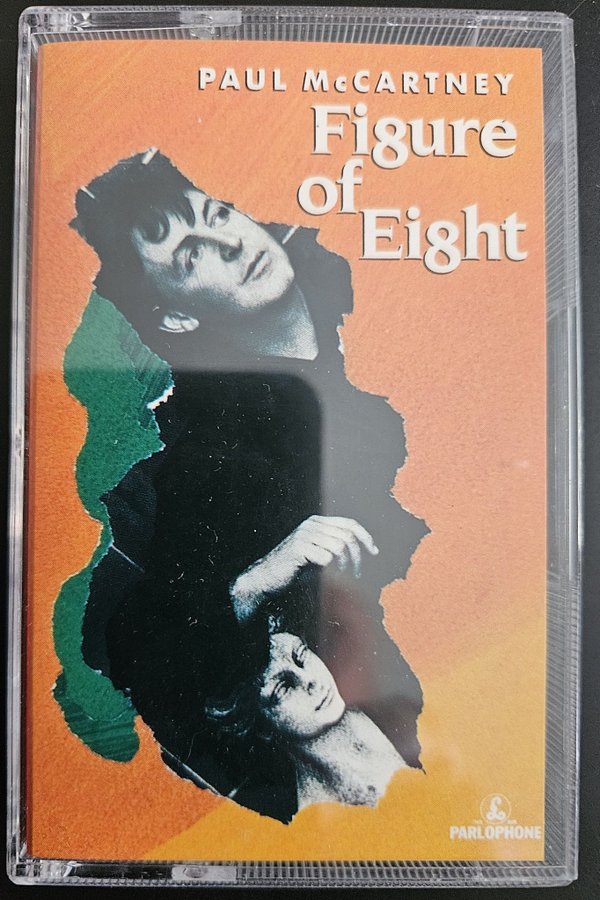 PAUL McCARTNEY
Figure
of
Eight
PARLOPHONE